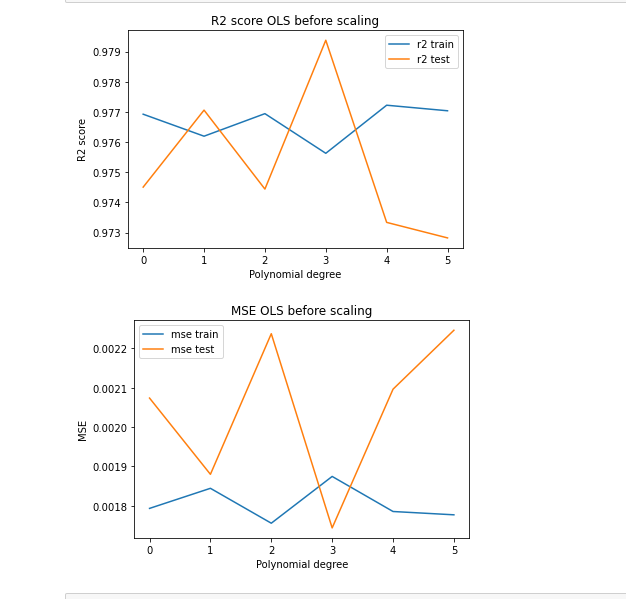 R2 score OLS before scaling
r2 train
r2 test
0.979
0.978
0.977
0.976
0.975
0.974
0.973
R2 score
0 1 2 3 4 5
Polynomial degree
MSE OLS before scaling
mse train
mse test
0.0022
0.0021
0.0020
0.0019
0.0018
MSE
0 1 2 3 4 5
Polynomial degree